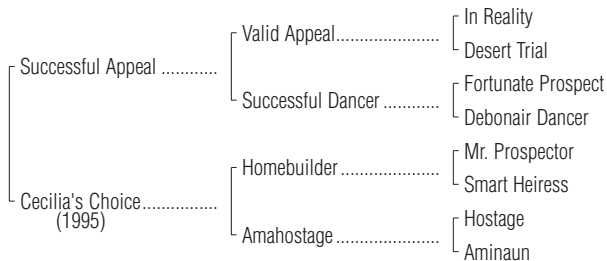 In Reality
Valid Appeal.....................
Desert Trial
Successful Appeal ............
Fortunate Prospect
Successful Dancer ............
Debonair Dancer
Mr. Prospector
Homebuilder ....................
Smart Heiress
Cecilia's Choice................
(1995)
Hostage
Amahostage .....................
Aminaun